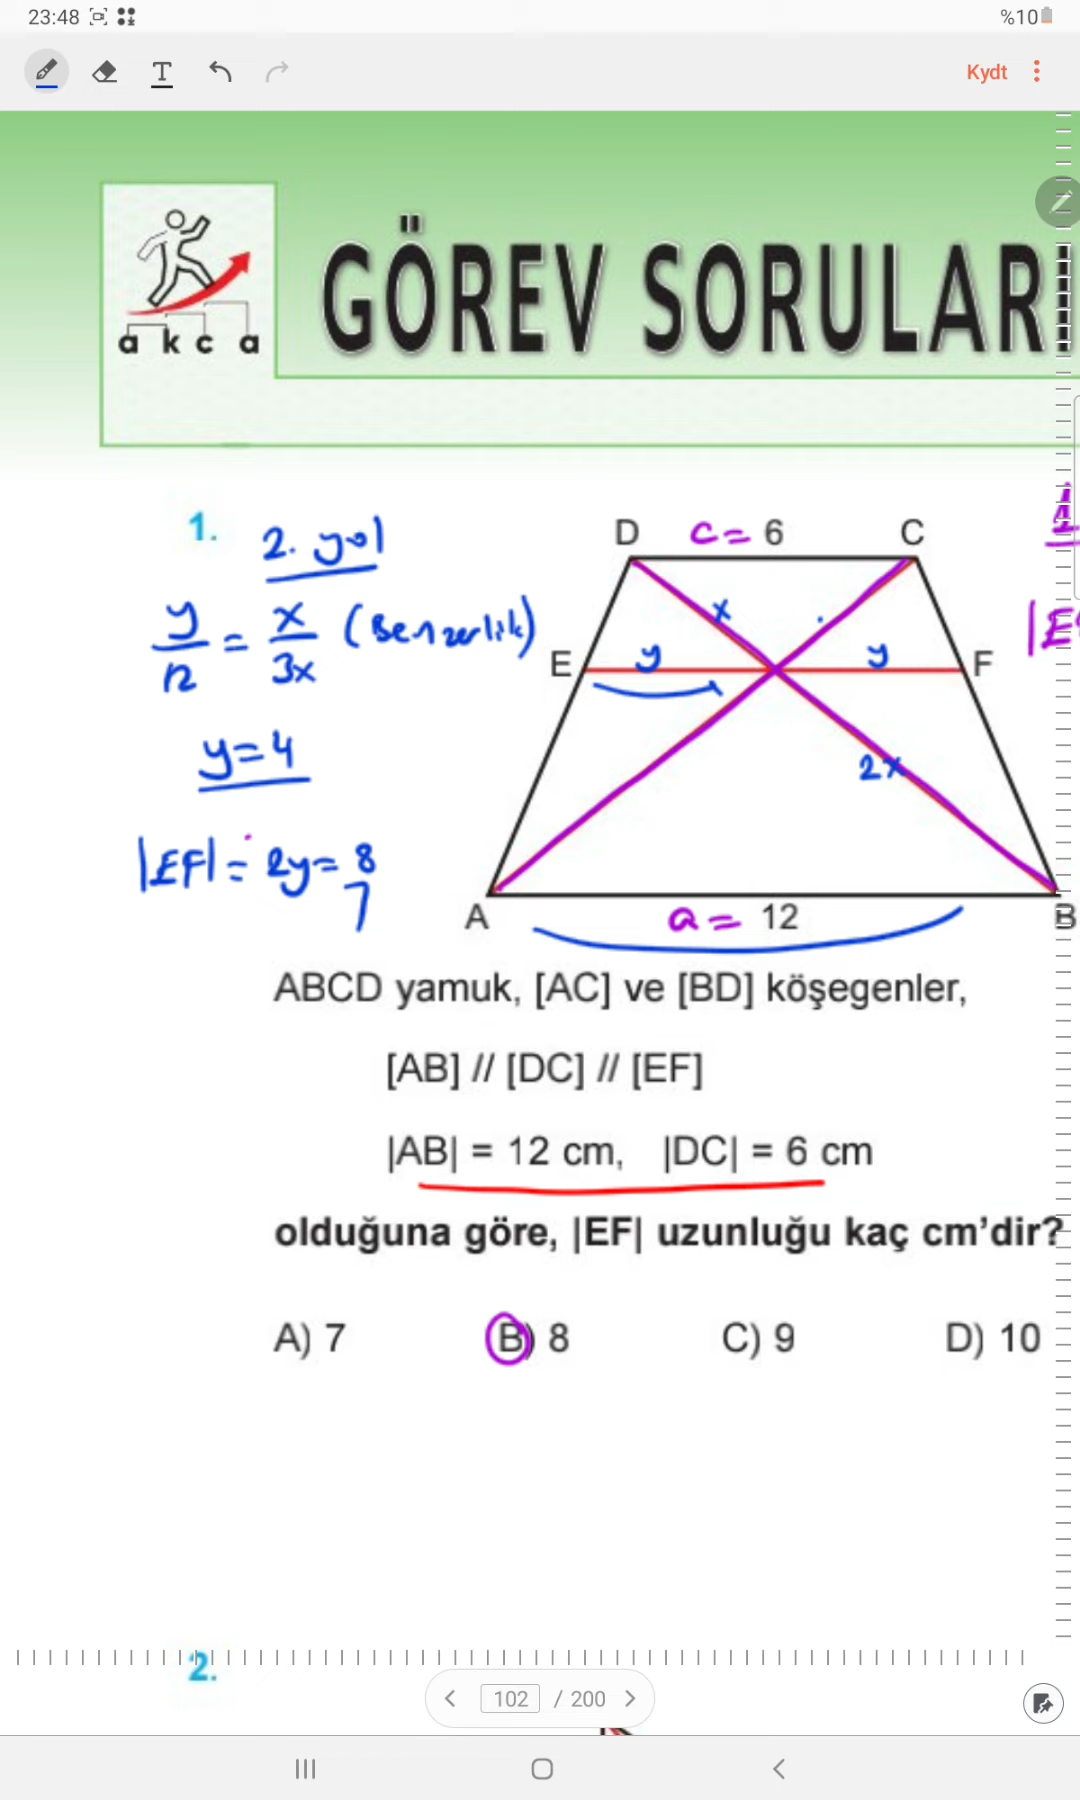 23:48 %10
T Kydt
GÖREV SORULARI
a k c a
1. 2. yol
D c = 6 C
y/12 = x/3x (Benzerlik)
x
|E
E y y F
y=4
2x
|EF| = 2y = 8
A a = 12 B
ABCD yamuk, [AC] ve [BD] köşegenler,
[AB] // [DC] // [EF]
|AB| = 12 cm, |DC| = 6 cm
olduğuna göre, |EF| uzunluğu kaç cm'dir?
A) 7 B) 8 C) 9 D) 10
2.
102 / 200